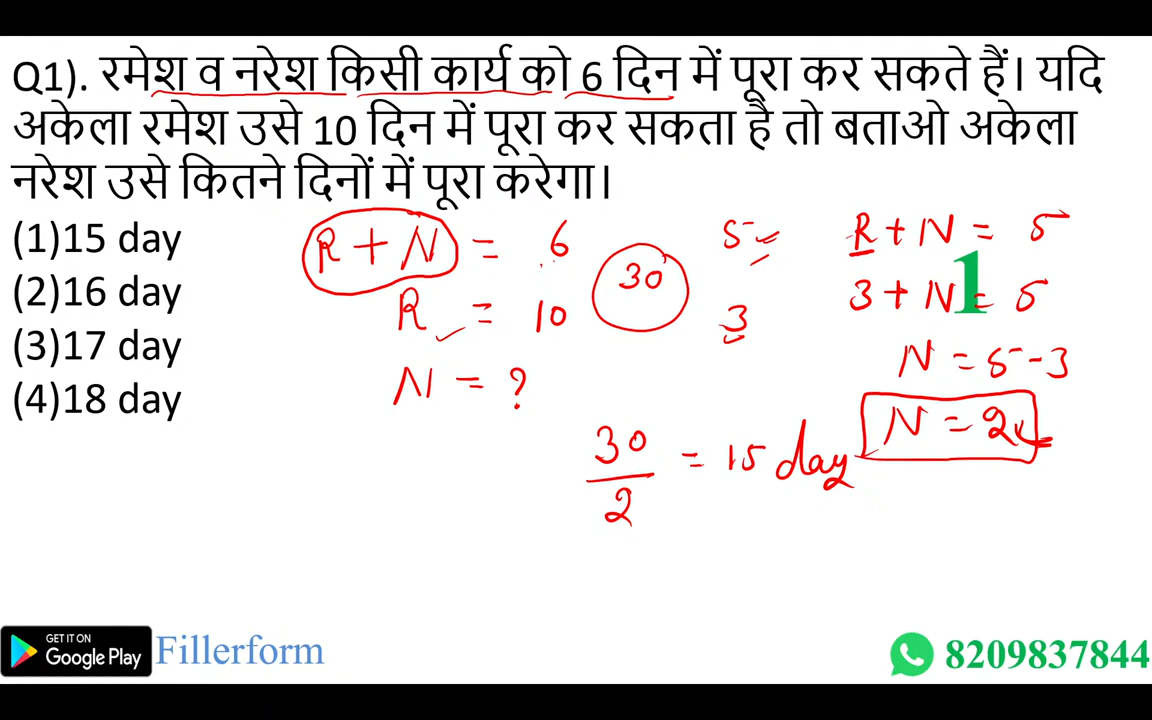 Q1). रमेश व नरेश किसी कार्य को 6 दिन में पूरा कर सकते हैं। यदि
अकेला रमेश उसे 10 दिन में पूरा कर सकता है तो बताओ अकेला
नरेश उसे कितने दिनों में पूरा करेगा।
(1)15 day
(2)16 day
(3)17 day
(4)18 day
R + N = 6
R = 10
N = ?
30
5
3
R + N = 5
3 + N = 5
1
N = 5 - 3
N = 2
30/2 = 15 day
GET IT ON
Google Play
Fillerform
8209837844